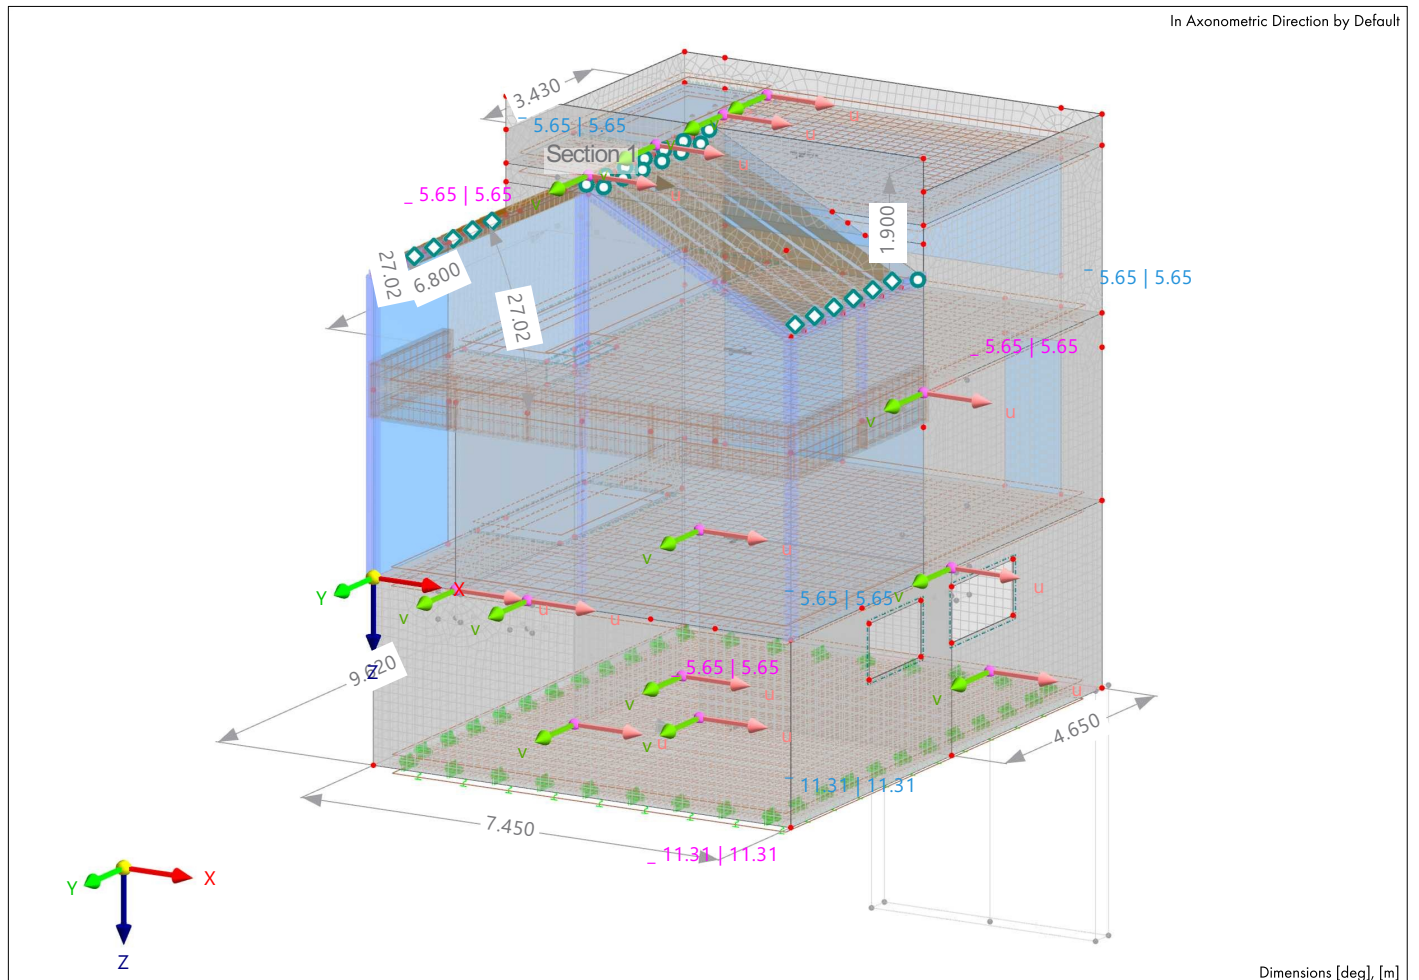 In Axonometric Direction by Default
3.430
_ 5.65 | 5.65
u
Section 1
u
u
_ 5.65 | 5.65
v
u
1.900
27.02
6.800
_ 5.65 | 5.65
27.02
_ 5.65 | 5.65
u
v
v
u
Y
X
_ 5.65 | 5.65
v
u
v
u
v
u
Z
9.620
_ 5.65 | 5.65
u
v
v
u
4.650
v
u
v
u
_ 11.31 | 11.31
7.450
_ 11.31 | 11.31
Y
X
Z
Dimensions [deg], [m]